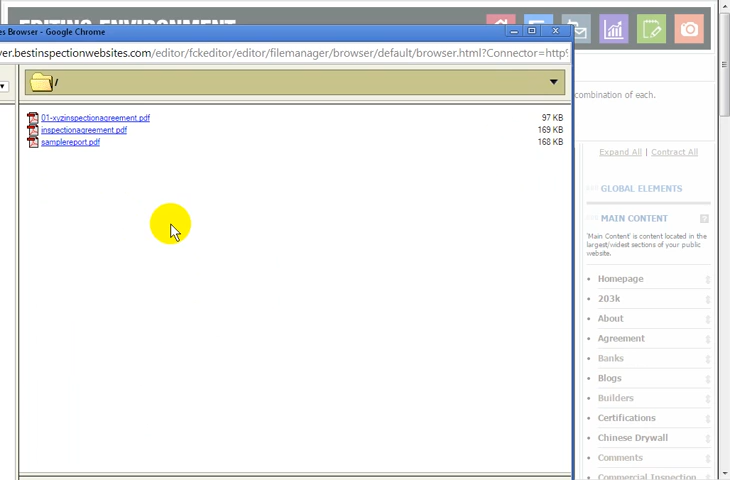 EDITING ENVIRONMENT
es Browser - Google Chrome
ver.bestinspectionwebsites.com/editor/fckeditor/editor/filemanager/browser/default/browser.html?Connector=http%
/
01-xyzinspectionagreement.pdf 97 KB
inspectionagreement.pdf 169 KB
samplereport.pdf 168 KB
combination of each.
Expand All | Contract All
GLOBAL ELEMENTS
MAIN CONTENT
'Main Content' is content located in the
largest/widest sections of your public
website.
Homepage
203k
About
Agreement
Banks
Blogs
Builders
Certifications
Chinese Drywall
Comments
Commercial Inspection